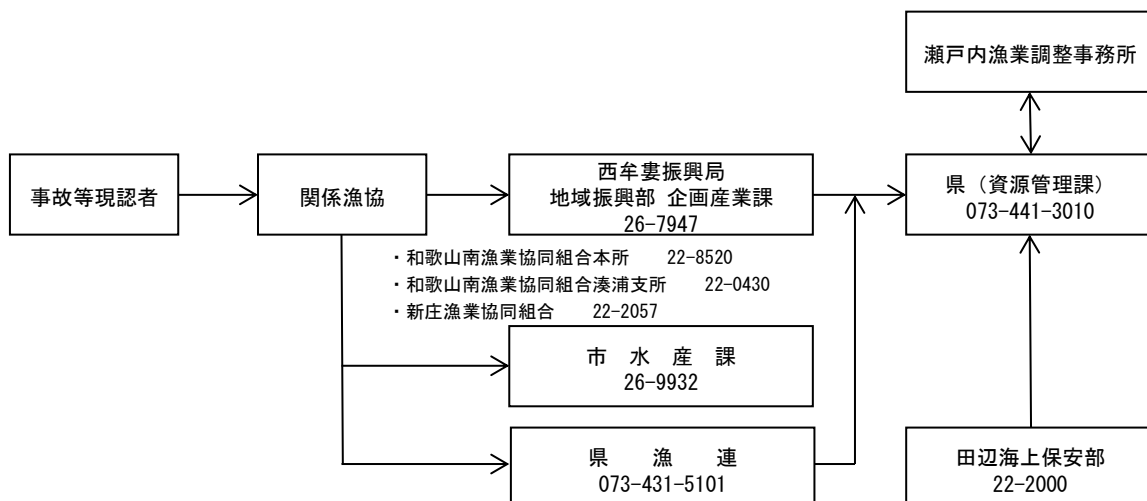 瀬戸内漁業調整事務所
事故等現認者
関係漁協
西牟婁振興局
地域振興部 企画産業課
26-7947
県（資源管理課）
073-441-3010
・和歌山南漁業協同組合本所　　22-8520
・和歌山南漁業協同組合湊浦支所　　22-0430
・新庄漁業協同組合　　22-2057
市　水　産　課
26-9932
県　漁　連
073-431-5101
田辺海上保安部
22-2000